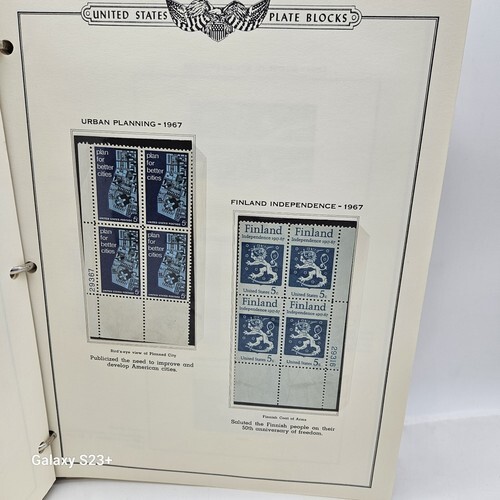 UNITED STATES PLATE BLOCKS
URBAN PLANNING - 1967
plan for better cities
plan for better cities
plan for better cities
plan for better cities
29367
Bird's-eye view of Planned City
Publicized the need to improve and
develop American cities.
FINLAND INDEPENDENCE - 1967
Finland
Independence 1917-67
United States 5c
Finland
Independence 1917-67
United States 5c
Finland
Independence 1917-67
United States 5c
Finland
Independence 1917-67
United States 5c
Finnish Coat of Arms
Saluted the Finnish people on their
50th anniversary of freedom.
Galaxy S23+